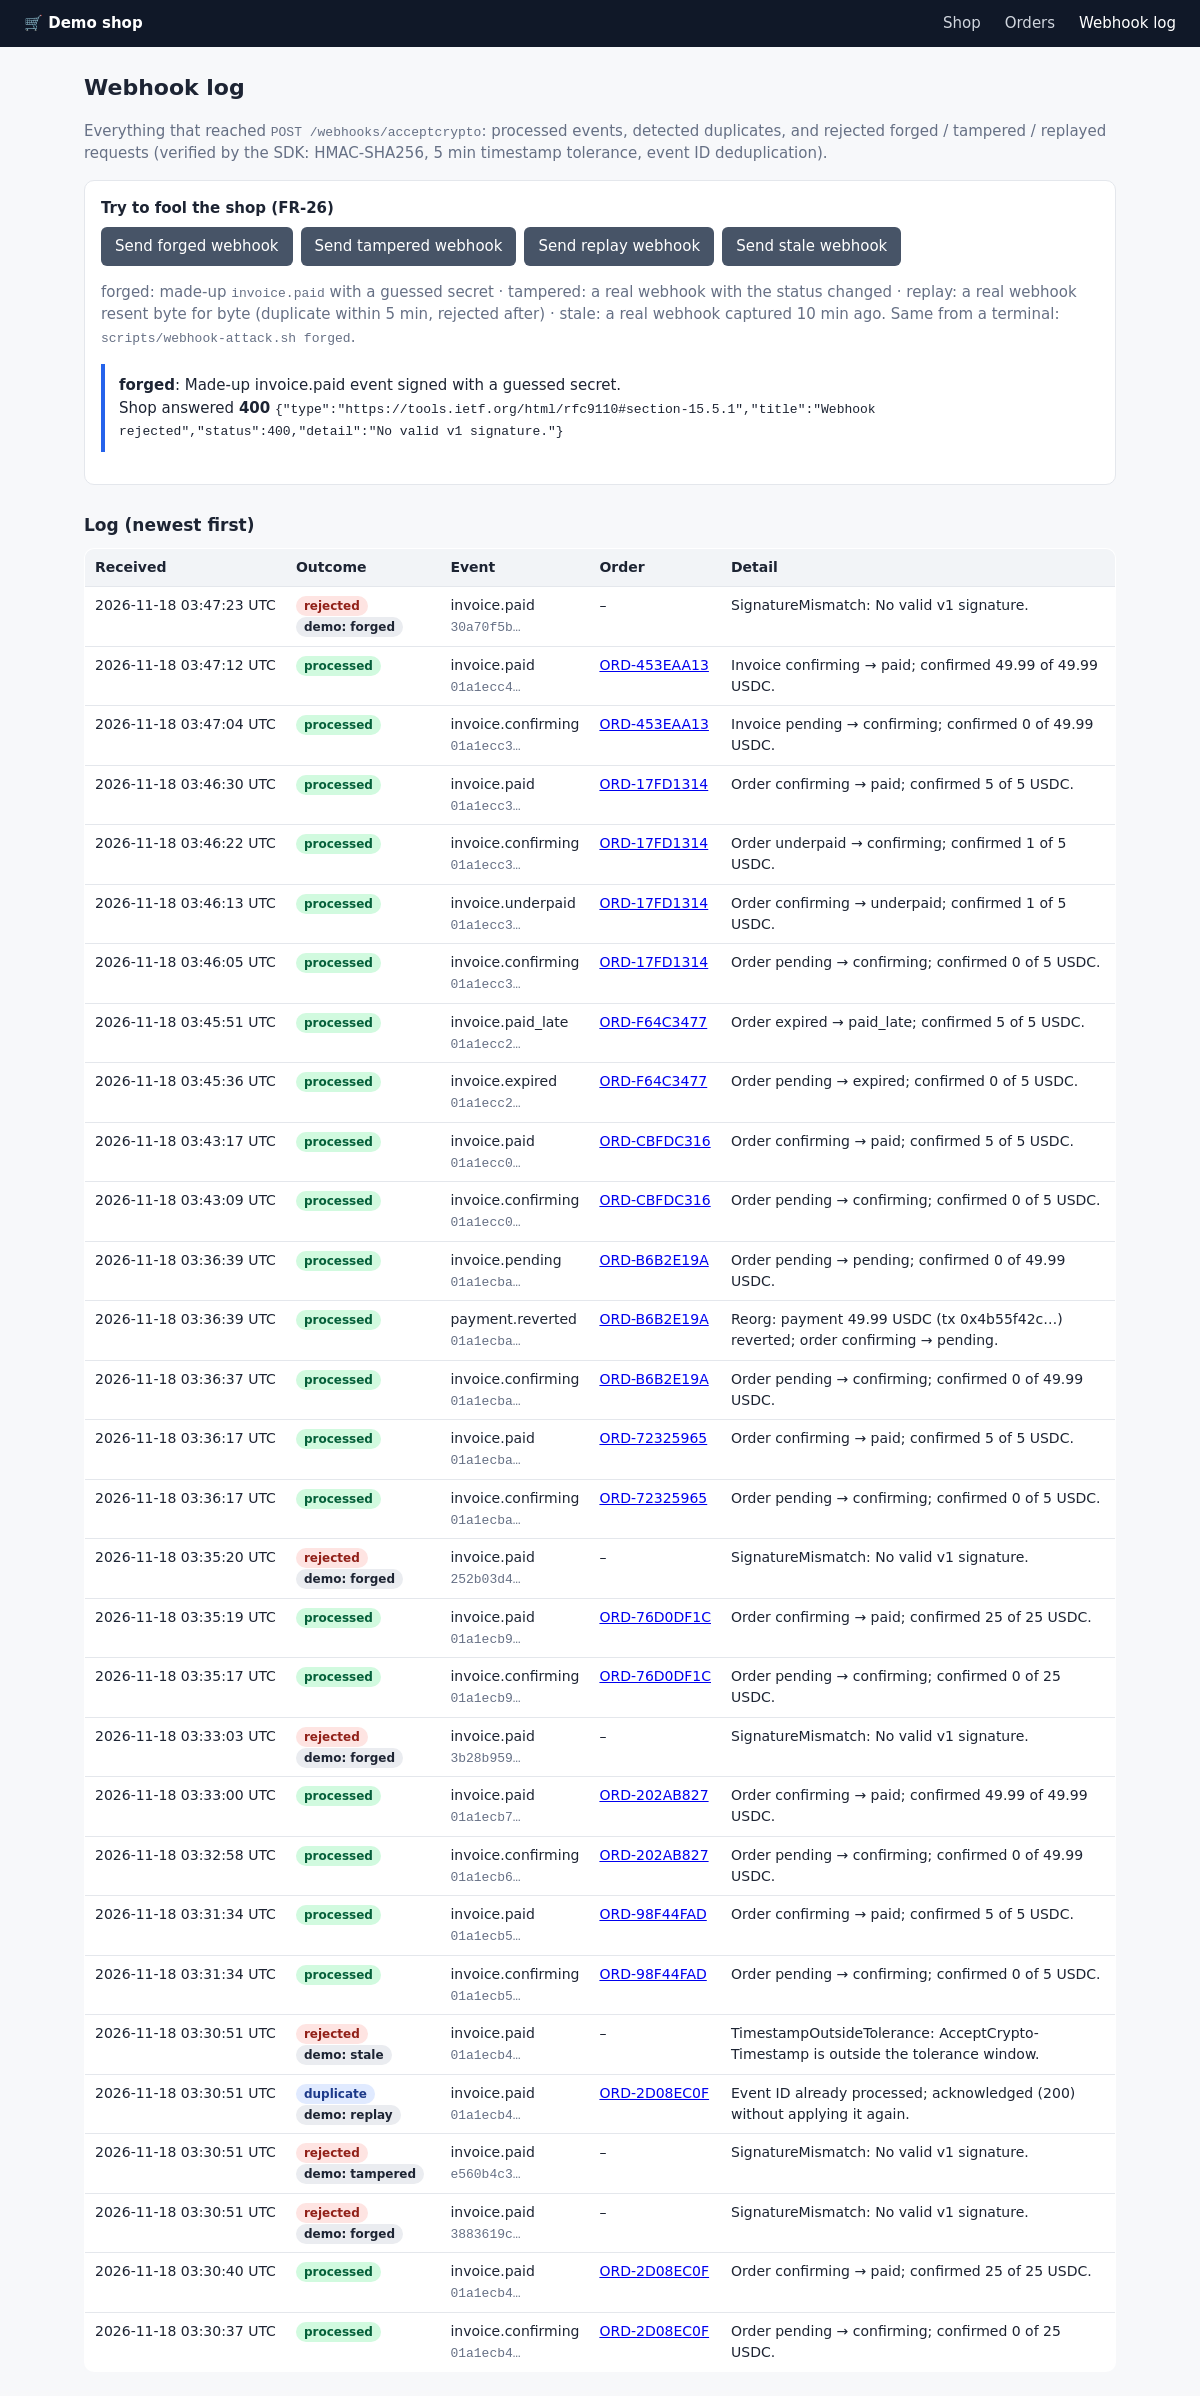 🛒 Demo shop
Shop Orders Webhook log
Webhook log
Everything that reached POST /webhooks/acceptcrypto: processed events, detected duplicates, and rejected forged / tampered / replayed
requests (verified by the SDK: HMAC-SHA256, 5 min timestamp tolerance, event ID deduplication).
Try to fool the shop (FR-26)
Send forged webhook Send tampered webhook Send replay webhook Send stale webhook
forged: made-up invoice.paid with a guessed secret · tampered: a real webhook with the status changed · replay: a real webhook
resent byte for byte (duplicate within 5 min, rejected after) · stale: a real webhook captured 10 min ago. Same from a terminal:
scripts/webhook-attack.sh forged.
forged: Made-up invoice.paid event signed with a guessed secret.
Shop answered 400 {"type":"https://tools.ietf.org/html/rfc9110#section-15.5.1","title":"Webhook
rejected","status":400,"detail":"No valid v1 signature."}
Log (newest first)
Received Outcome Event Order Detail
2026-11-18 03:47:23 UTC rejected invoice.paid – SignatureMismatch: No valid v1 signature.
demo: forged 30a70f5b…
2026-11-18 03:47:12 UTC processed invoice.paid ORD-453EAA13 Invoice confirming → paid; confirmed 49.99 of 49.99
01a1ecc4… USDC.
2026-11-18 03:47:04 UTC processed invoice.confirming ORD-453EAA13 Invoice pending → confirming; confirmed 0 of 49.99
01a1ecc3… USDC.
2026-11-18 03:46:30 UTC processed invoice.paid ORD-17FD1314 Order confirming → paid; confirmed 5 of 5 USDC.
01a1ecc3…
2026-11-18 03:46:22 UTC processed invoice.confirming ORD-17FD1314 Order underpaid → confirming; confirmed 1 of 5
01a1ecc3… USDC.
2026-11-18 03:46:13 UTC processed invoice.underpaid ORD-17FD1314 Order confirming → underpaid; confirmed 1 of 5
01a1ecc3… USDC.
2026-11-18 03:46:05 UTC processed invoice.confirming ORD-17FD1314 Order pending → confirming; confirmed 0 of 5 USDC.
01a1ecc3…
2026-11-18 03:45:51 UTC processed invoice.paid_late ORD-F64C3477 Order expired → paid_late; confirmed 5 of 5 USDC.
01a1ecc2…
2026-11-18 03:45:36 UTC processed invoice.expired ORD-F64C3477 Order pending → expired; confirmed 0 of 5 USDC.
01a1ecc2…
2026-11-18 03:43:17 UTC processed invoice.paid ORD-CBFDC316 Order confirming → paid; confirmed 5 of 5 USDC.
01a1ecc0…
2026-11-18 03:43:09 UTC processed invoice.confirming ORD-CBFDC316 Order pending → confirming; confirmed 0 of 5 USDC.
01a1ecc0…
2026-11-18 03:36:39 UTC processed invoice.pending ORD-B6B2E19A Order pending → pending; confirmed 0 of 49.99
01a1ecba… USDC.
2026-11-18 03:36:39 UTC processed payment.reverted ORD-B6B2E19A Reorg: payment 49.99 USDC (tx 0x4b55f42c…)
01a1ecba… reverted; order confirming → pending.
2026-11-18 03:36:37 UTC processed invoice.confirming ORD-B6B2E19A Order pending → confirming; confirmed 0 of 49.99
01a1ecba… USDC.
2026-11-18 03:36:17 UTC processed invoice.paid ORD-72325965 Order confirming → paid; confirmed 5 of 5 USDC.
01a1ecba…
2026-11-18 03:36:17 UTC processed invoice.confirming ORD-72325965 Order pending → confirming; confirmed 0 of 5 USDC.
01a1ecba…
2026-11-18 03:35:20 UTC rejected invoice.paid – SignatureMismatch: No valid v1 signature.
demo: forged 252b03d4…
2026-11-18 03:35:19 UTC processed invoice.paid ORD-76D0DF1C Order confirming → paid; confirmed 25 of 25 USDC.
01a1ecb9…
2026-11-18 03:35:17 UTC processed invoice.confirming ORD-76D0DF1C Order pending → confirming; confirmed 0 of 25
01a1ecb9… USDC.
2026-11-18 03:33:03 UTC rejected invoice.paid – SignatureMismatch: No valid v1 signature.
demo: forged 3b28b959…
2026-11-18 03:33:00 UTC processed invoice.paid ORD-202AB827 Order confirming → paid; confirmed 49.99 of 49.99
01a1ecb7… USDC.
2026-11-18 03:32:58 UTC processed invoice.confirming ORD-202AB827 Order pending → confirming; confirmed 0 of 49.99
01a1ecb6… USDC.
2026-11-18 03:31:34 UTC processed invoice.paid ORD-98F44FAD Order confirming → paid; confirmed 5 of 5 USDC.
01a1ecb5…
2026-11-18 03:31:34 UTC processed invoice.confirming ORD-98F44FAD Order pending → confirming; confirmed 0 of 5 USDC.
01a1ecb5…
2026-11-18 03:30:51 UTC rejected invoice.paid – TimestampOutsideTolerance: AcceptCrypto-
demo: stale 01a1ecb4… Timestamp is outside the tolerance window.
2026-11-18 03:30:51 UTC duplicate invoice.paid ORD-2D08EC0F Event ID already processed; acknowledged (200)
demo: replay 01a1ecb4… without applying it again.
2026-11-18 03:30:51 UTC rejected invoice.paid – SignatureMismatch: No valid v1 signature.
demo: tampered e560b4c3…
2026-11-18 03:30:51 UTC rejected invoice.paid – SignatureMismatch: No valid v1 signature.
demo: forged 3883619c…
2026-11-18 03:30:40 UTC processed invoice.paid ORD-2D08EC0F Order confirming → paid; confirmed 25 of 25 USDC.
01a1ecb4…
2026-11-18 03:30:37 UTC processed invoice.confirming ORD-2D08EC0F Order pending → confirming; confirmed 0 of 25
01a1ecb4… USDC.